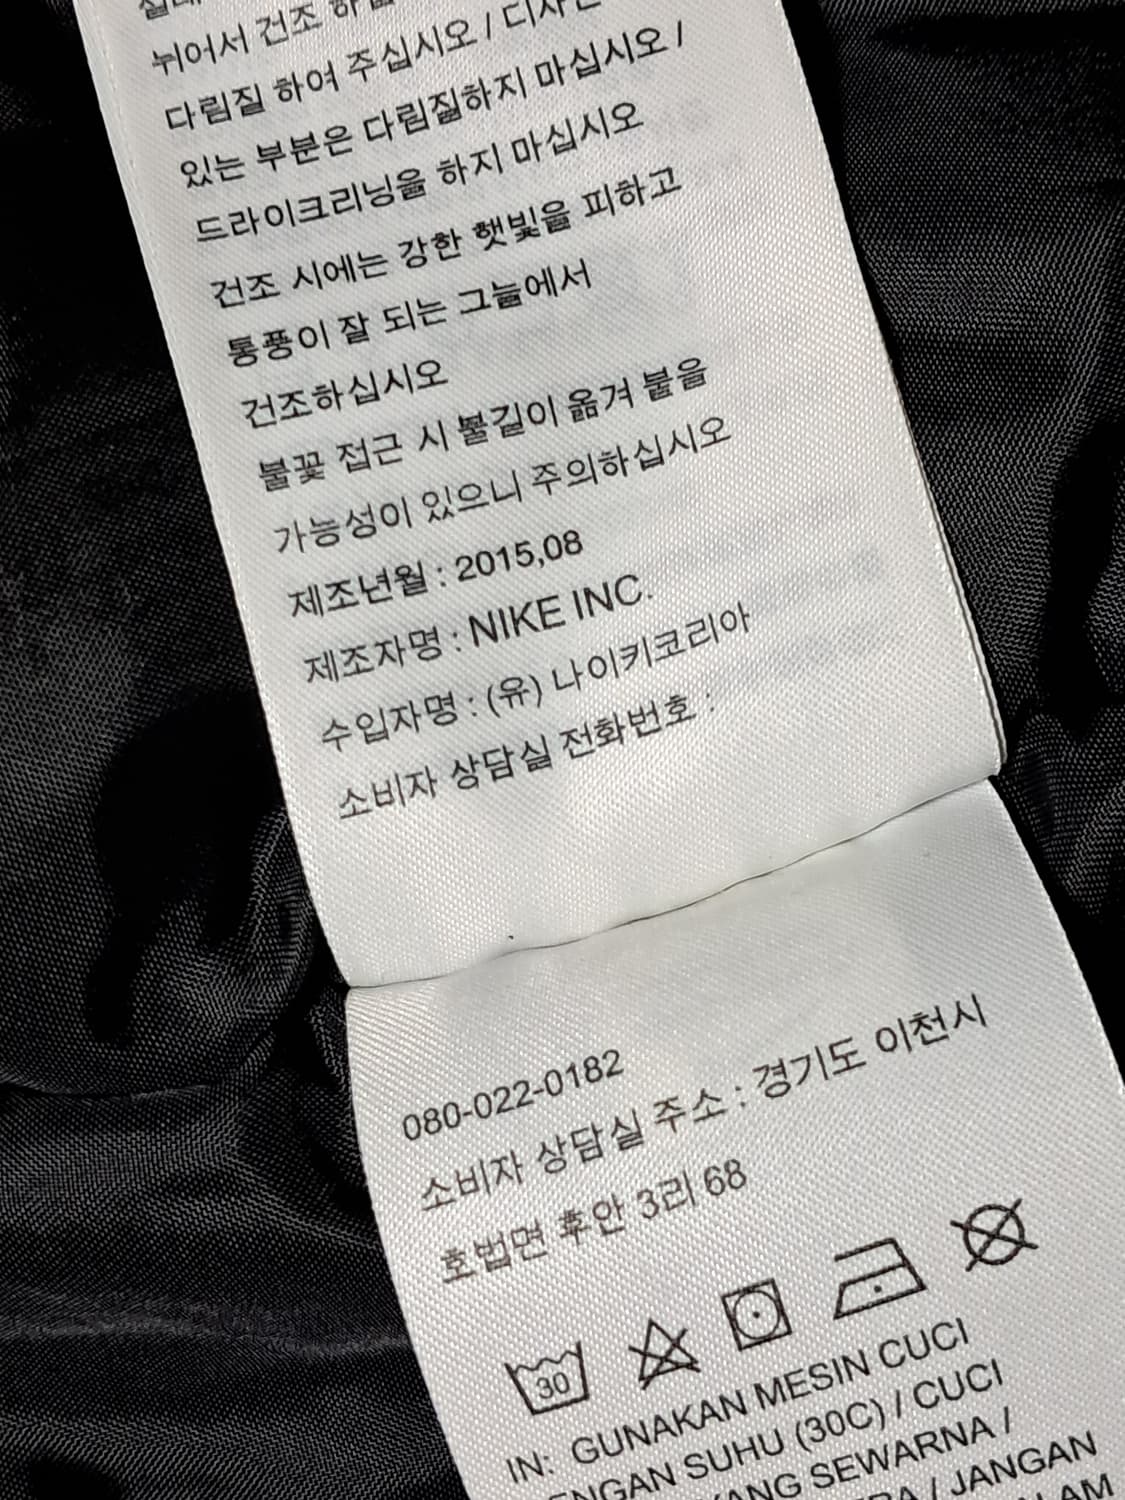 뉘어서 건조
다림질 하여 주십시오 / 디자인
있는 부분은 다림질하지 마십시오 /
드라이크리닝을 하지 마십시오
건조 시에는 강한 햇빛을 피하고
통풍이 잘 되는 그늘에서
건조하십시오
불꽃 접근 시 불길이 옮겨 붙을
가능성이 있으니 주의하십시오
제조년월 : 2015,08
제조자명 : NIKE INC.
수입자명 : (유) 나이키코리아
소비자 상담실 전화번호 :
080-022-0182
소비자 상담실 주소 : 경기도 이천시
호법면 후안 3리 68
30
IN: GUNAKAN MESIN CUCI
ENGAN SUHU (30C) / CUCI
YANG SEWARNA /
/ JANGAN